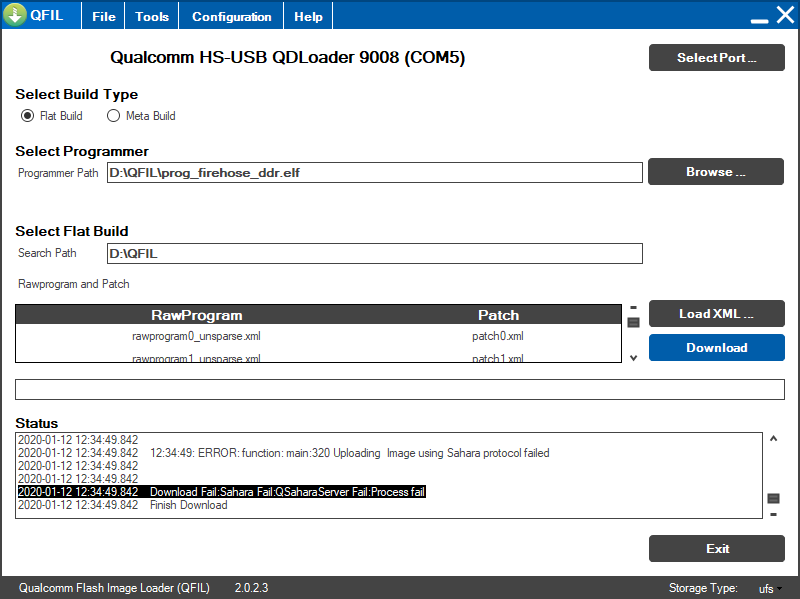 QFIL File Tools Configuration Help
Qualcomm HS-USB QDLoader 9008 (COM5) Select Port ...
Select Build Type
Flat Build Meta Build
Select Programmer
Programmer Path D:\QFIL\prog_firehose_ddr.elf Browse ...
Select Flat Build
Search Path D:\QFIL
Rawprogram and Patch
RawProgram Patch Load XML ...
rawprogram0_unsparse.xml patch0.xml
Download
rawprogram1_unsparse.xml patch1.xml
Status
2020-01-12 12:34:49.842
2020-01-12 12:34:49.842 12:34:49: ERROR: function: main:320 Uploading  Image using Sahara protocol failed
2020-01-12 12:34:49.842
2020-01-12 12:34:49.842
2020-01-12 12:34:49.842 Download Fail:Sahara Fail:QSaharaServer Fail:Process fail
2020-01-12 12:34:49.842 Finish Download
Exit
Qualcomm Flash Image Loader (QFIL) 2.0.2.3 Storage Type: ufs